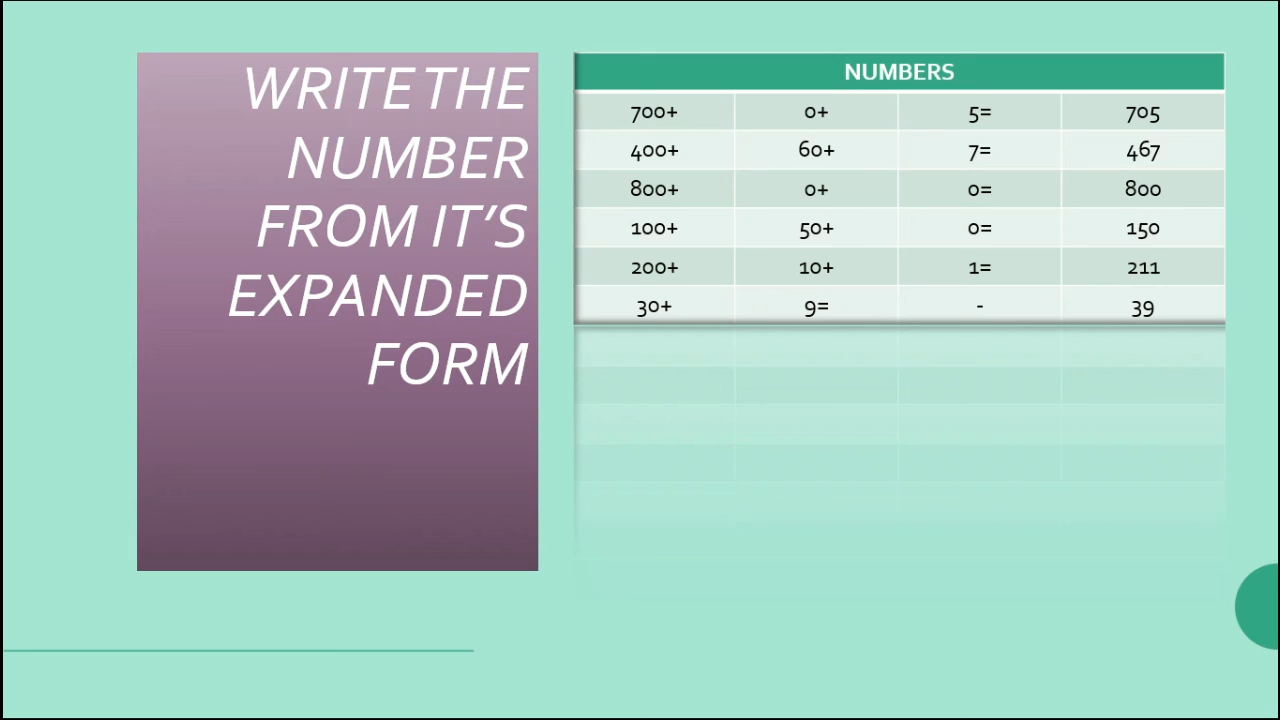 WRITE THE
NUMBER
FROM IT’S
EXPANDED
FORM
NUMBERS
700+ 0+ 5= 705
400+ 60+ 7= 467
800+ 0+ 0= 800
100+ 50+ 0= 150
200+ 10+ 1= 211
30+ 9= - 39